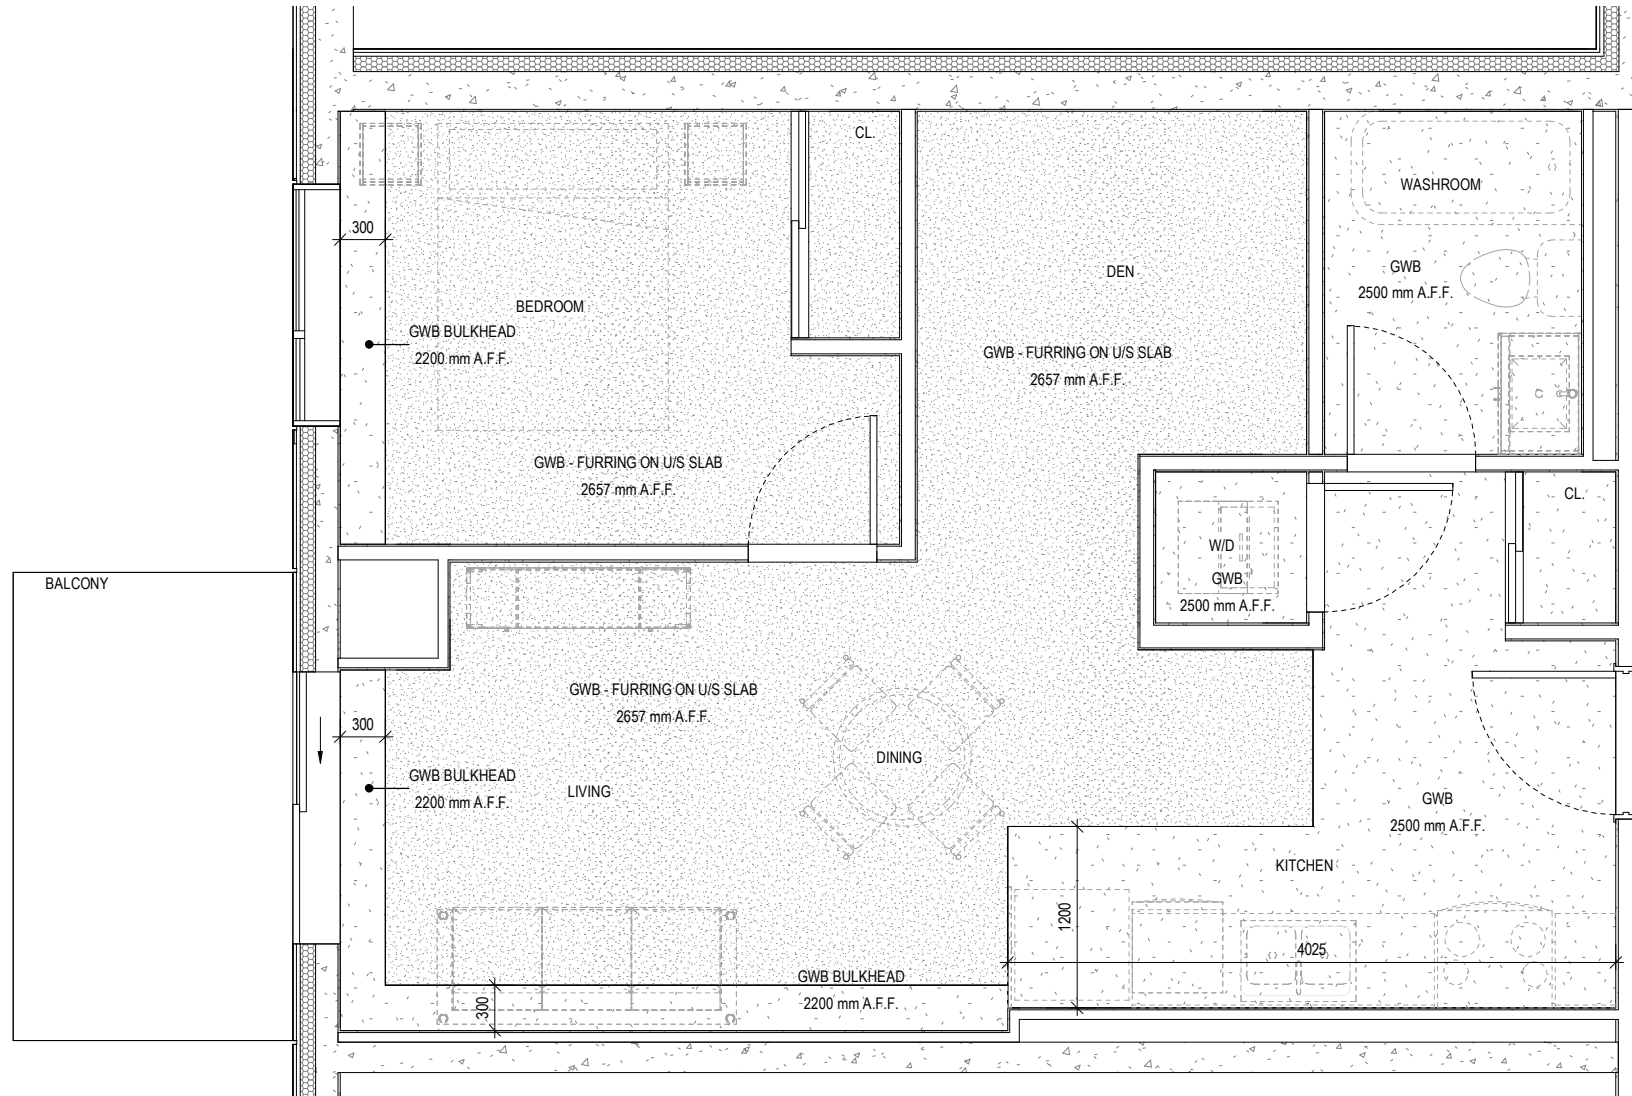 CL.
WASHROOM
300
DEN
GWB
2500 mm A.F.F.
BEDROOM
GWB BULKHEAD
2200 mm A.F.F.
GWB - FURRING ON U/S SLAB
2657 mm A.F.F.
GWB - FURRING ON U/S SLAB
2657 mm A.F.F.
CL.
W/D
GWB
2500 mm A.F.F.
BALCONY
GWB - FURRING ON U/S SLAB
2657 mm A.F.F.
300
DINING
GWB BULKHEAD
2200 mm A.F.F.
LIVING
GWB
2500 mm A.F.F.
KITCHEN
1200
4025
GWB BULKHEAD
2200 mm A.F.F.
300